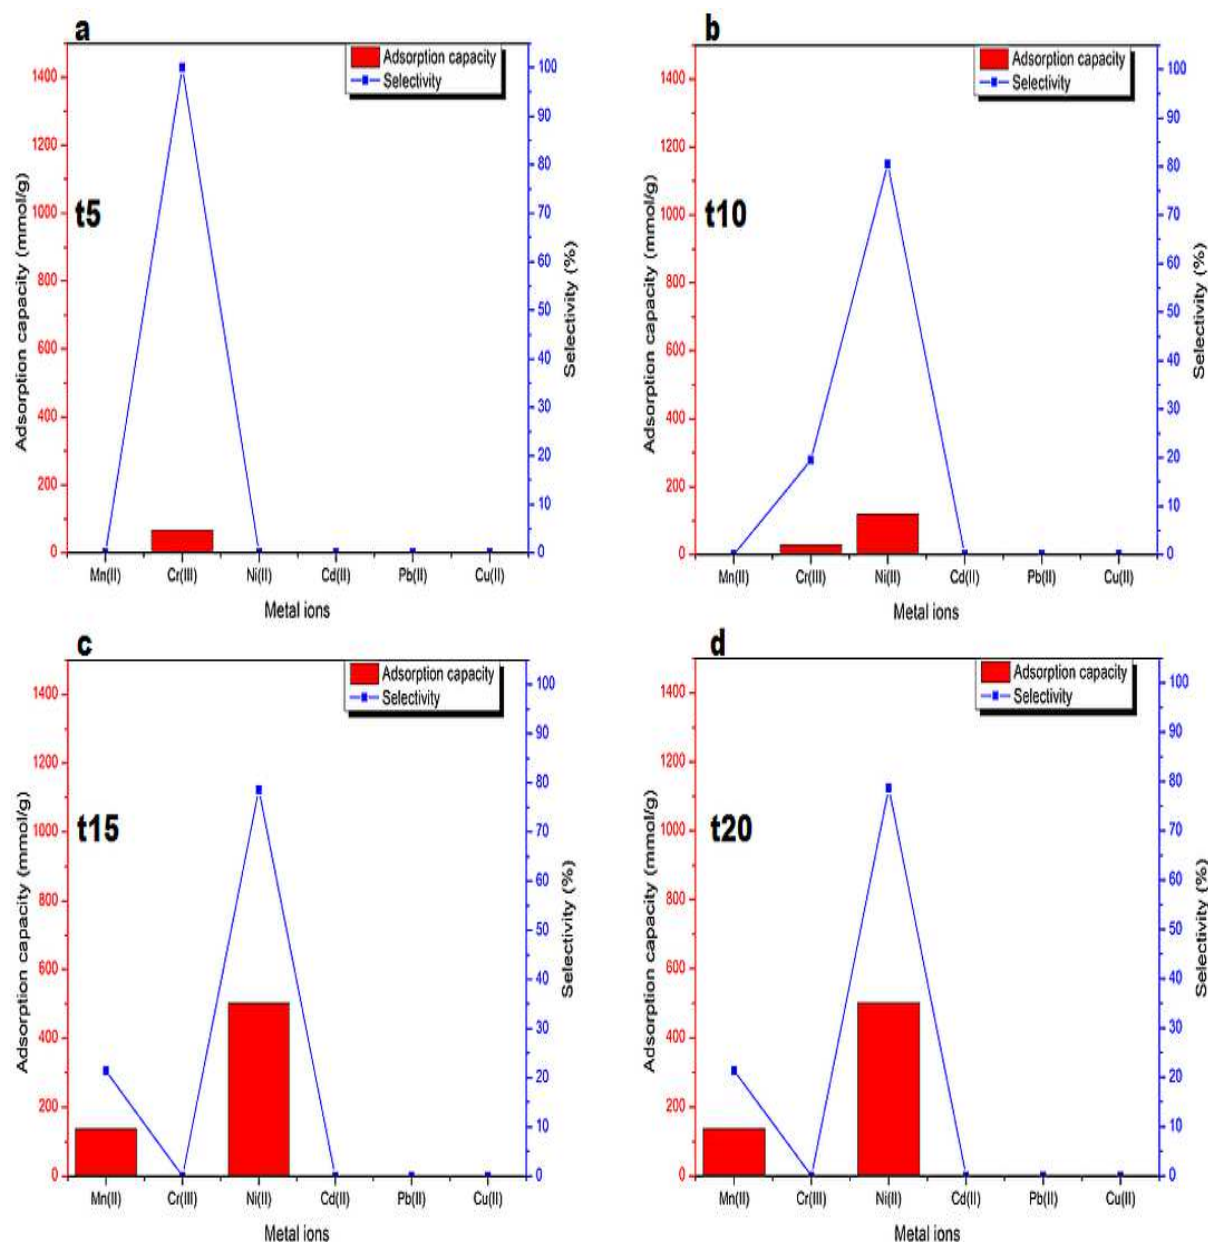 a
Adsorption capacity
Selectivity
Adsorption capacity (mmol/g)
1400
1200
1000
800
600
400
200
0
t5
100
90
80
70
60
50
40
30
20
10
0
Selectivity (%)
Mn(II) Cr(III) Ni(II) Cd(II) Pb(II) Cu(II)
Metal ions
b
Adsorption capacity
Selectivity
Adsorption capacity (mmol/g)
1400
1200
1000
800
600
400
200
0
t10
100
90
80
70
60
50
40
30
20
10
0
Selectivity (%)
Mn(II) Cr(III) Ni(II) Cd(II) Pb(II) Cu(II)
Metal ions
c
Adsorption capacity
Selectivity
Adsorption capacity (mmol/g)
1400
1200
1000
800
600
400
200
0
t15
100
90
80
70
60
50
40
30
20
10
0
Selectivity (%)
Mn(II) Cr(III) Ni(II) Cd(II) Pb(II) Cu(II)
Metal ions
d
Adsorption capacity
Selectivity
Adsorption capacity (mmol/g)
1400
1200
1000
800
600
400
200
0
t20
100
90
80
70
60
50
40
30
20
10
0
Selectivity (%)
Mn(II) Cr(III) Ni(II) Cd(II) Pb(II) Cu(II)
Metal ions